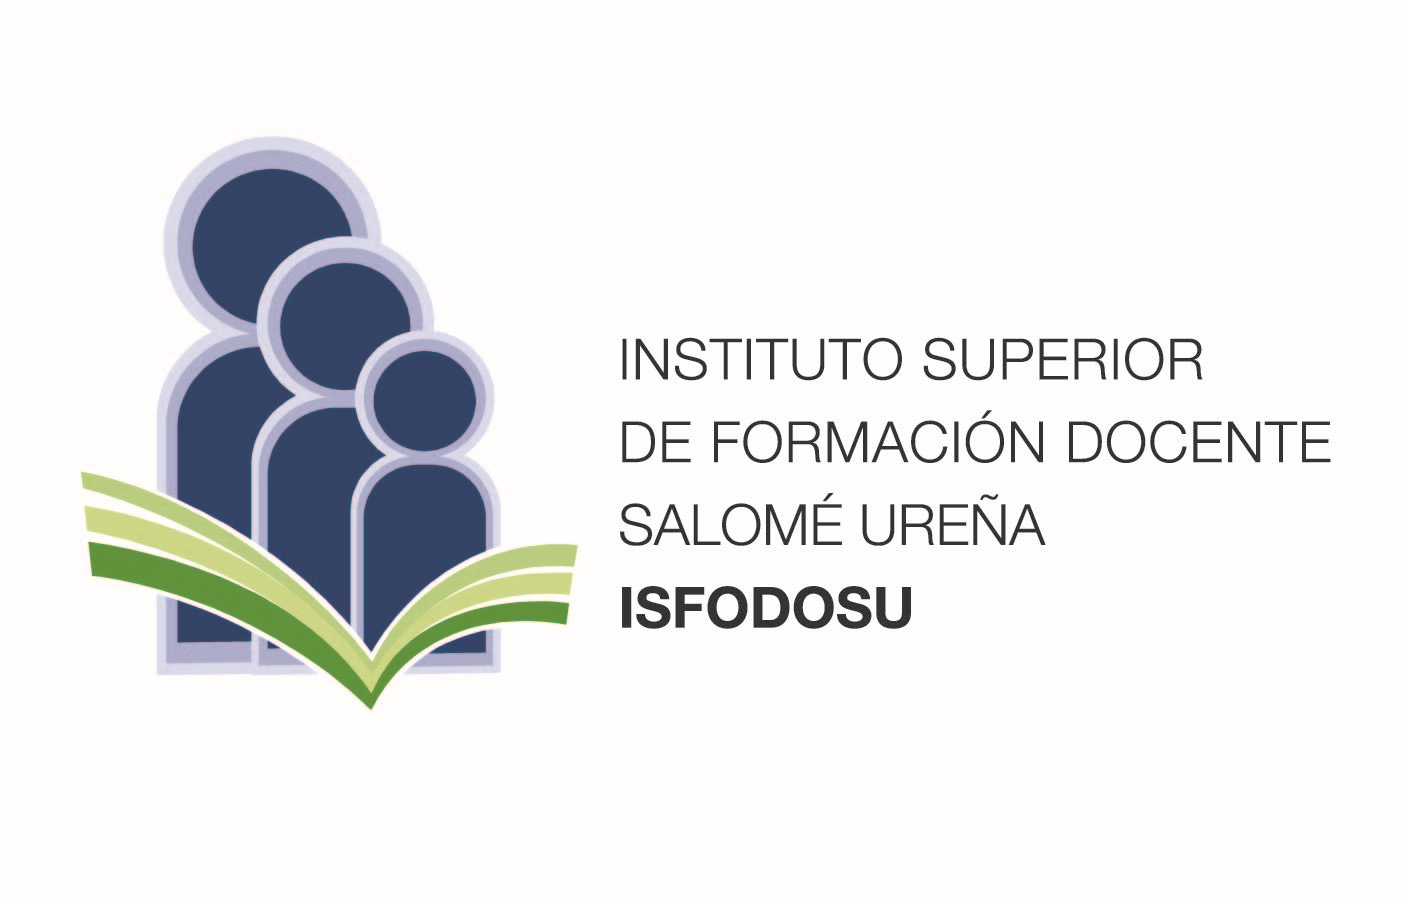 INSTITUTO SUPERIOR
DE FORMACIÓN DOCENTE
SALOMÉ UREÑA
ISFODOSU